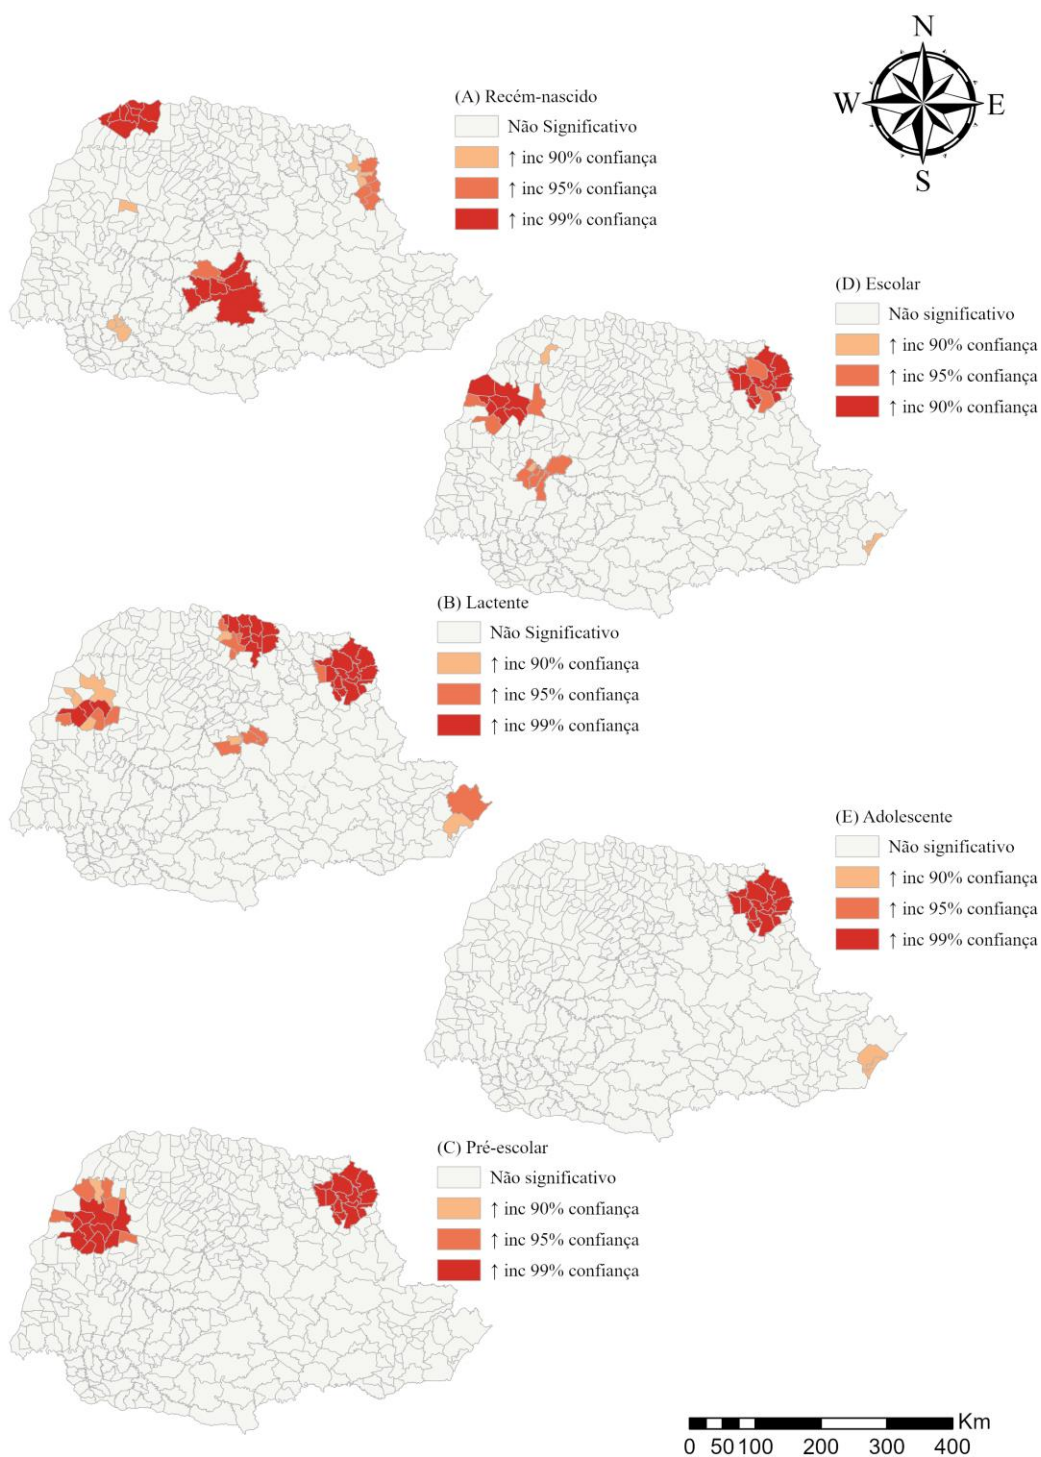 N
W E
S
(A) Recém-nascido
Não Significativo
↑ inc 90% confiança
↑ inc 95% confiança
↑ inc 99% confiança
(D) Escolar
Não significativo
↑ inc 90% confiança
↑ inc 95% confiança
↑ inc 90% confiança
(B) Lactente
Não Significativo
↑ inc 90% confiança
↑ inc 95% confiança
↑ inc 99% confiança
(E) Adolescente
Não significativo
↑ inc 90% confiança
↑ inc 95% confiança
↑ inc 99% confiança
(C) Pré-escolar
Não significativo
↑ inc 90% confiança
↑ inc 95% confiança
↑ inc 99% confiança
Km
0 50 100 200 300 400